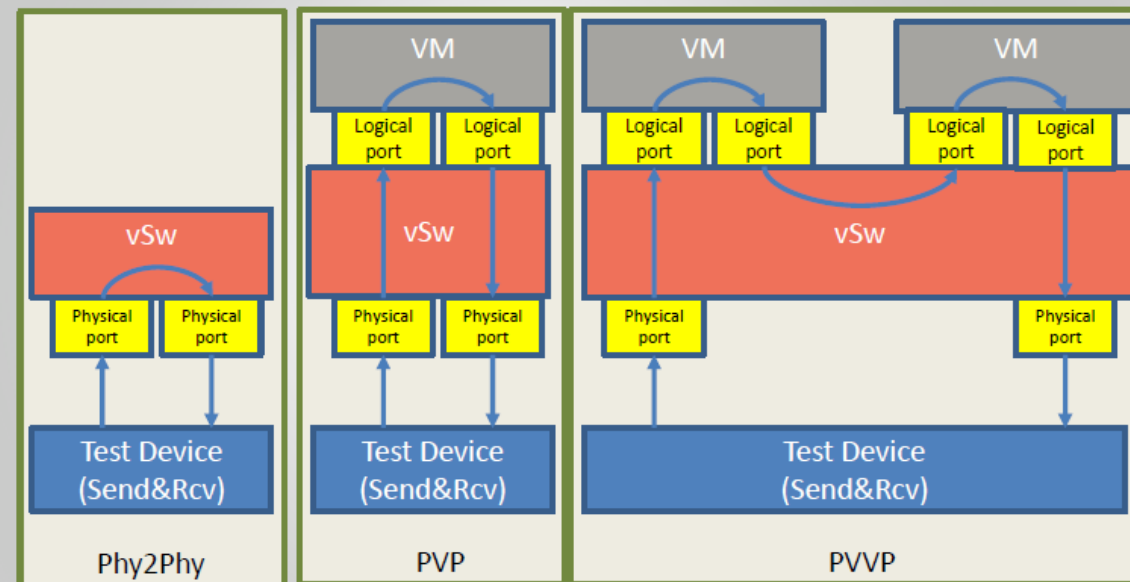 vSw
Physical
port
Physical
port
Test Device
(Send&Rcv)
Phy2Phy
VM
Logical
port
Logical
port
vSw
Physical
port
Physical
port
Test Device
(Send&Rcv)
PVP
VM
VM
Logical
port
Logical
port
Logical
port
Logical
port
vSw
Physical
port
Physical
port
Test Device
(Send&Rcv)
PVVP